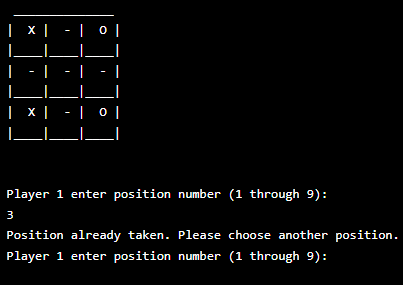 _____________
| X | - | O |
|___|___|___|
| - | - | - |
|___|___|___|
| X | - | O |
|___|___|___|
Player 1 enter position number (1 through 9):
3
Position already taken. Please choose another position.
Player 1 enter position number (1 through 9):